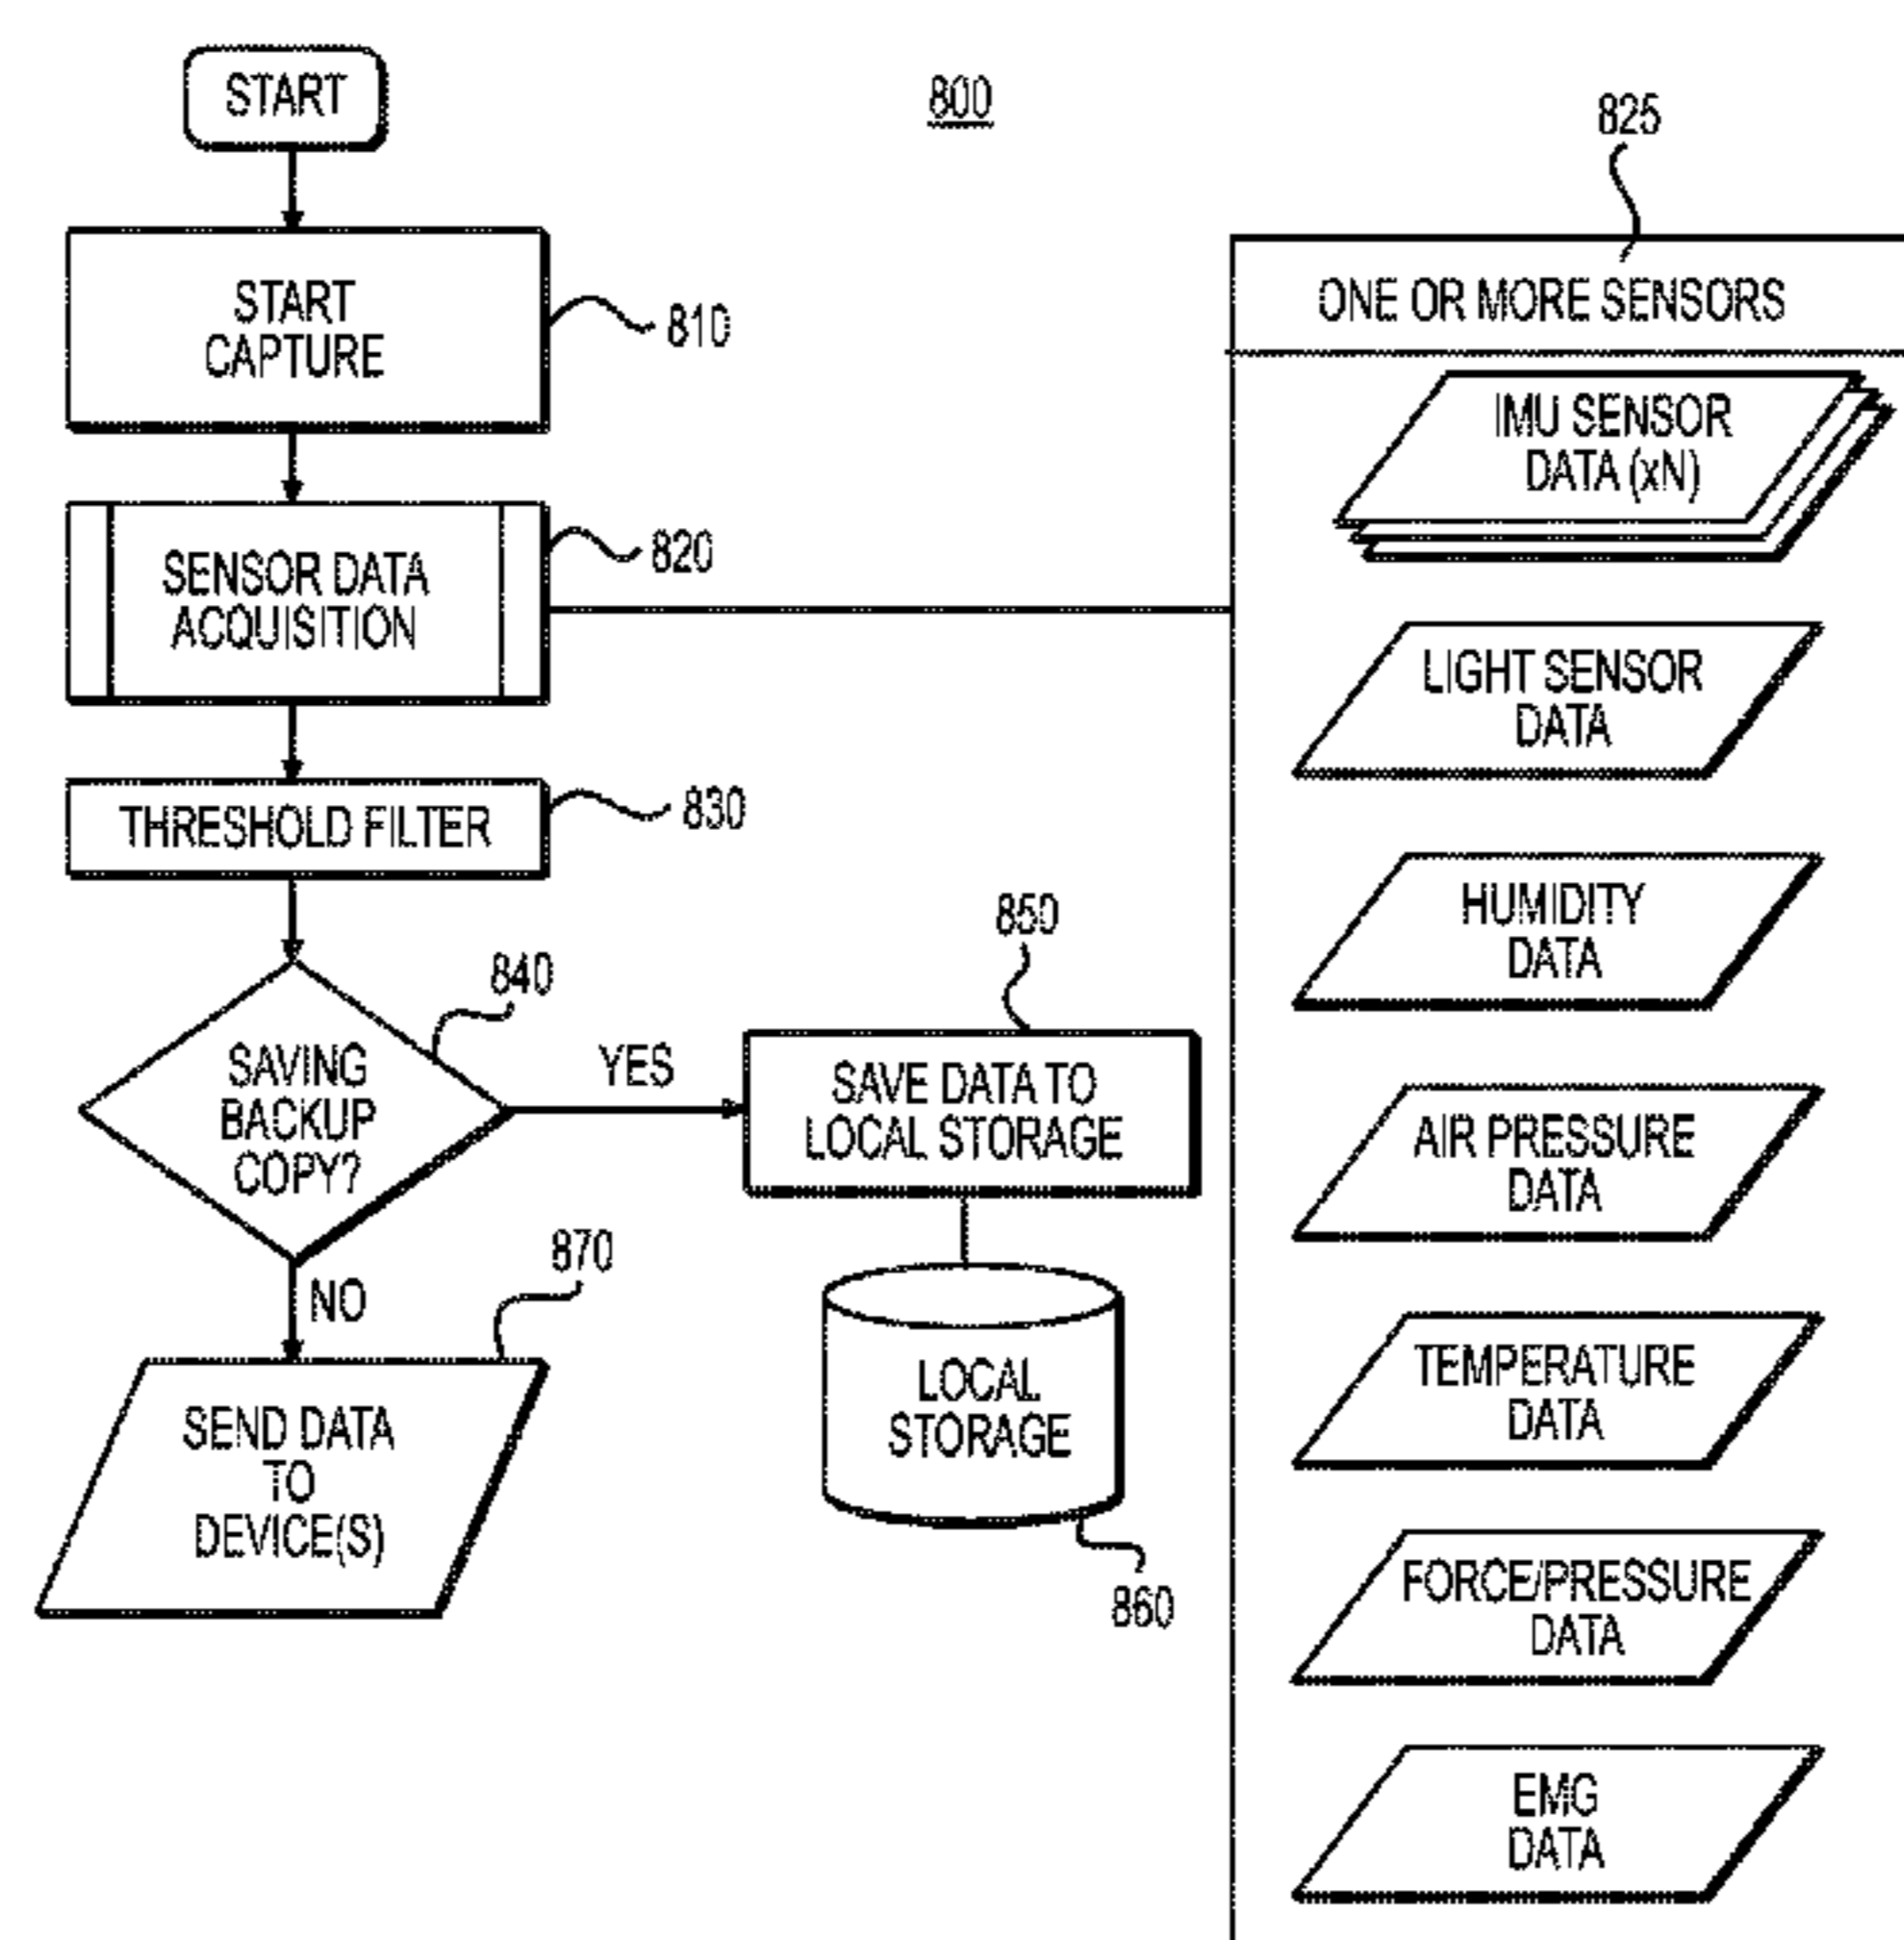 START
800
START
CAPTURE
810
SENSOR DATA
ACQUISITION
820
THRESHOLD FILTER
830
SAVING
BACKUP
COPY?
840
YES
NO
850
SAVE DATA TO
LOCAL STORAGE
LOCAL
STORAGE
860
870
SEND DATA
TO
DEVICE(S)
825
ONE OR MORE SENSORS
IMU SENSOR
DATA (xN)
LIGHT SENSOR
DATA
HUMIDITY
DATA
AIR PRESSURE
DATA
TEMPERATURE
DATA
FORCE/PRESSURE
DATA
EMG
DATA